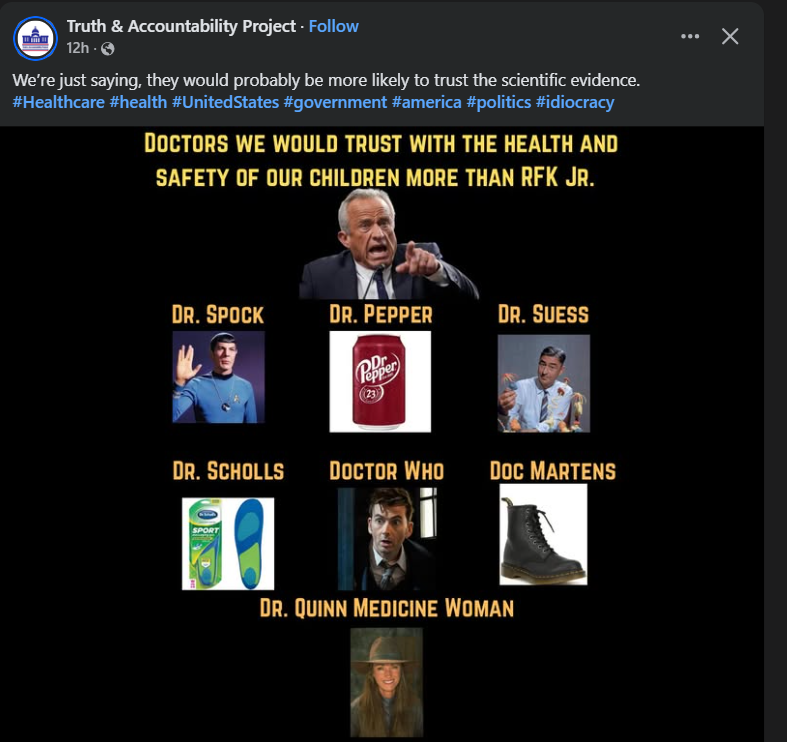 Truth & Accountability Project · Follow
12h ·
We’re just saying, they would probably be more likely to trust the scientific evidence.
#Healthcare #health #UnitedStates #government #america #politics #idiocracy
DOCTORS WE WOULD TRUST WITH THE HEALTH AND
SAFETY OF OUR CHILDREN MORE THAN RFK JR.
DR. SPOCK
DR. PEPPER
DR. SUESS
Dr Pepper
23
DR. SCHOLLS
DOCTOR WHO
DOC MARTENS
Dr. Scholl's
SPORT
DR. QUINN MEDICINE WOMAN